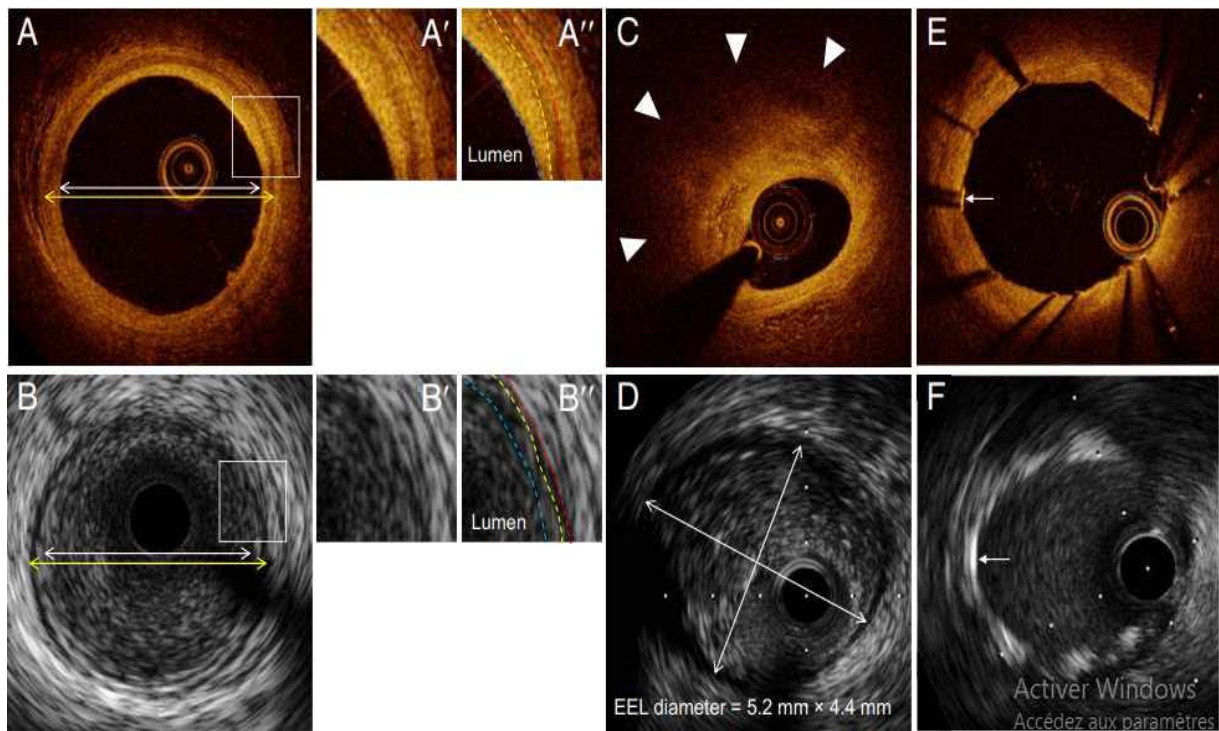 A
A′
A″
C
E
Lumen
B
B′
B″
D
F
Lumen
EEL diameter = 5.2 mm × 4.4 mm
Activer Windows
Accédez aux paramètres